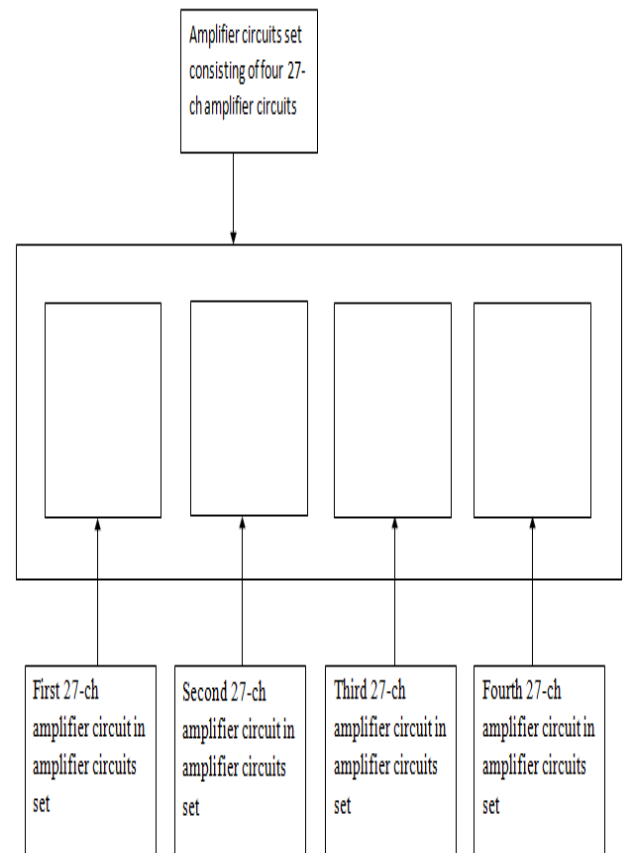 Amplifier circuits set
consisting of four 27-
ch amplifier circuits
First 27-ch
amplifier circuit in
amplifier circuits
set
Second 27-ch
amplifier circuit in
amplifier circuits
set
Third 27-ch
amplifier circuit in
amplifier circuits
set
Fourth 27-ch
amplifier circuit in
amplifier circuits
set